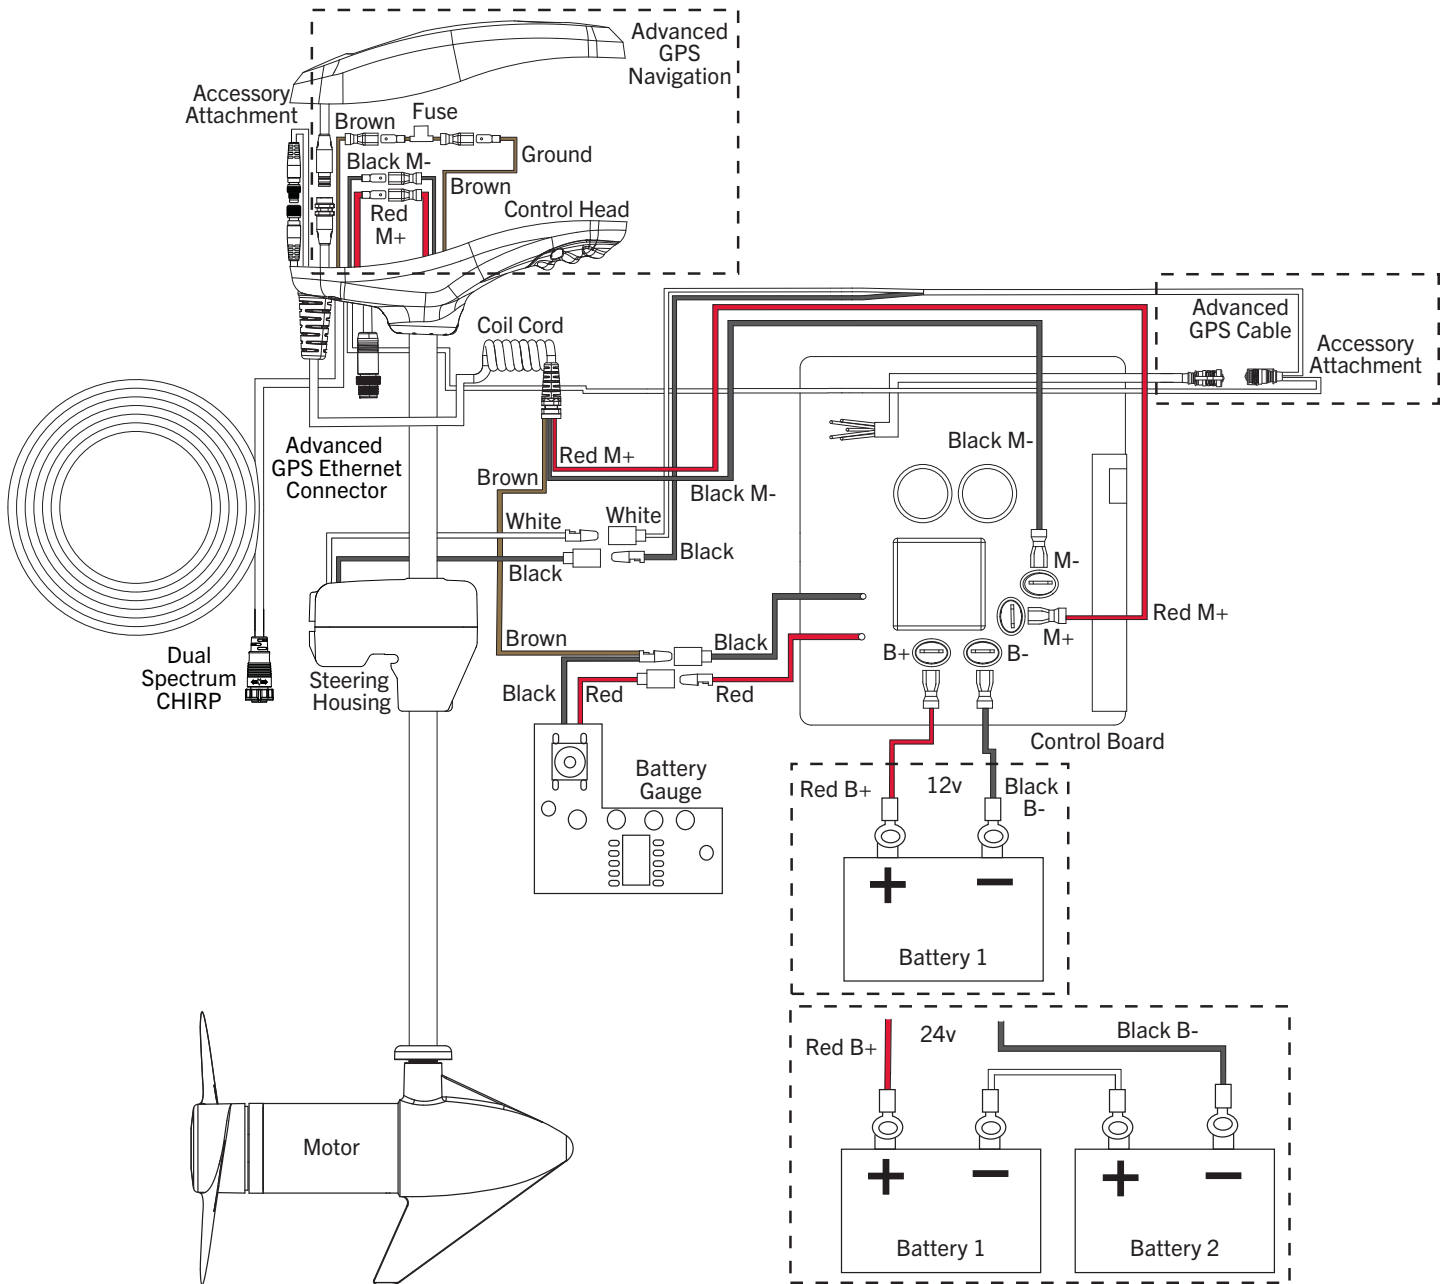 Advanced
GPS
Navigation
Accessory
Attachment
Fuse
Brown
Ground
Black M-
Brown
Red
M+
Control Head
Coil Cord
Advanced
GPS Cable
Accessory
Attachment
Advanced
GPS Ethernet
Connector
Red M+
Black M-
Brown
Black M-
White
White
Black
Black
M-
Red M+
M+
Brown
Black
B+
B-
Dual
Spectrum
CHIRP
Steering
Housing
Black
Red
Red
Control Board
Battery
Gauge
Red B+
12v
Black
B-
+
−
Battery 1
Red B+
24v
Black B-
Motor
+
−
+
−
Battery 1
Battery 2